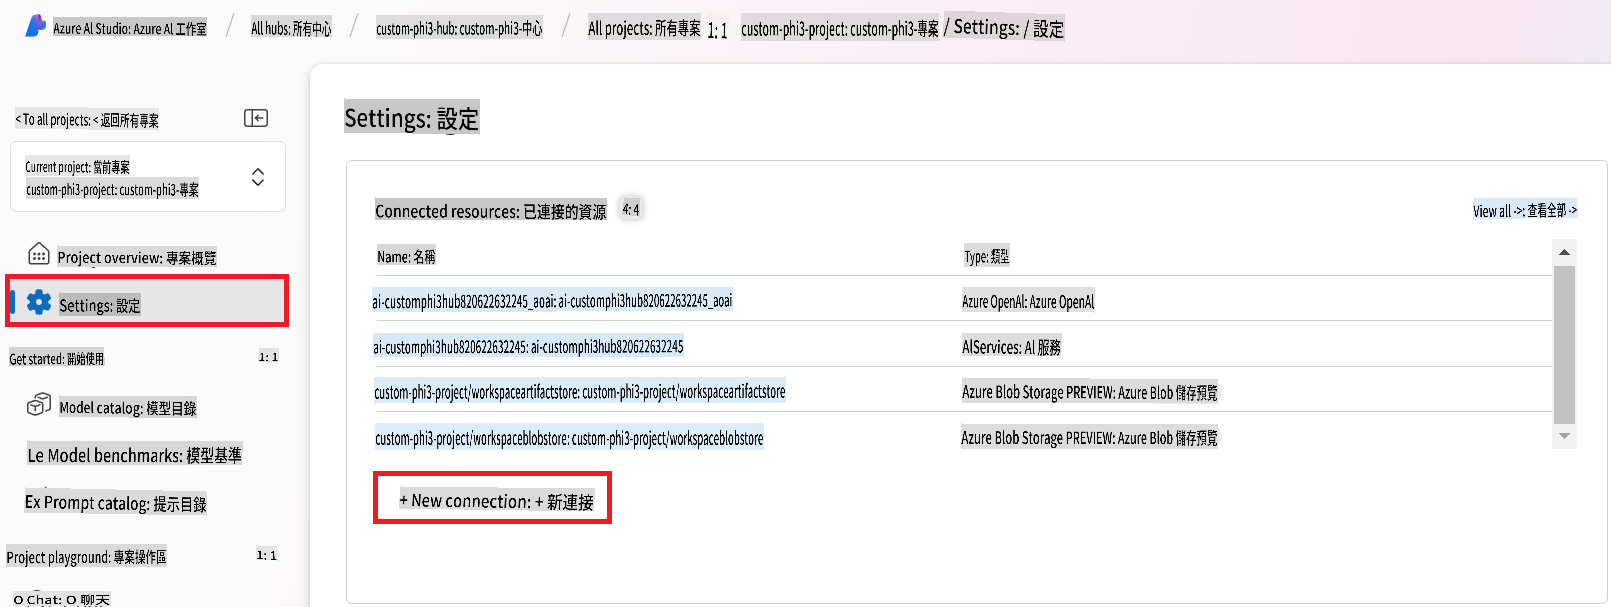 Azure Al Studio: Azure Al 工作室 / All hubs: 所有中心 / custom-phi3-hub: custom-phi3-中心 / All projects: 所有專案 1: 1 custom-phi3-project: custom-phi3-專案 / Settings: / 設定
< To all projects: < 返回所有專案
Current project: 當前專案
custom-phi3-project: custom-phi3-專案
Project overview: 專案概覽
Settings: 設定
Get started: 開始使用 1: 1
Model catalog: 模型目錄
Le Model benchmarks: 模型基準
Ex Prompt catalog: 提示目錄
Project playground: 專案操作區 1: 1
O Chat: O 聊天
Settings: 設定
Connected resources: 已連接的資源 4: 4
View all ->: 查看全部 ->
Name: 名稱 Type: 類型
ai-customphi3hub820622632245_aoai: ai-customphi3hub820622632245_aoai Azure OpenAl: Azure OpenAl
ai-customphi3hub820622632245: ai-customphi3hub820622632245 AlServices: Al 服務
custom-phi3-project/workspaceartifactstore: custom-phi3-project/workspaceartifactstore Azure Blob Storage PREVIEW: Azure Blob 儲存預覽
custom-phi3-project/workspaceblobstore: custom-phi3-project/workspaceblobstore Azure Blob Storage PREVIEW: Azure Blob 儲存預覽
+ New connection: + 新連接